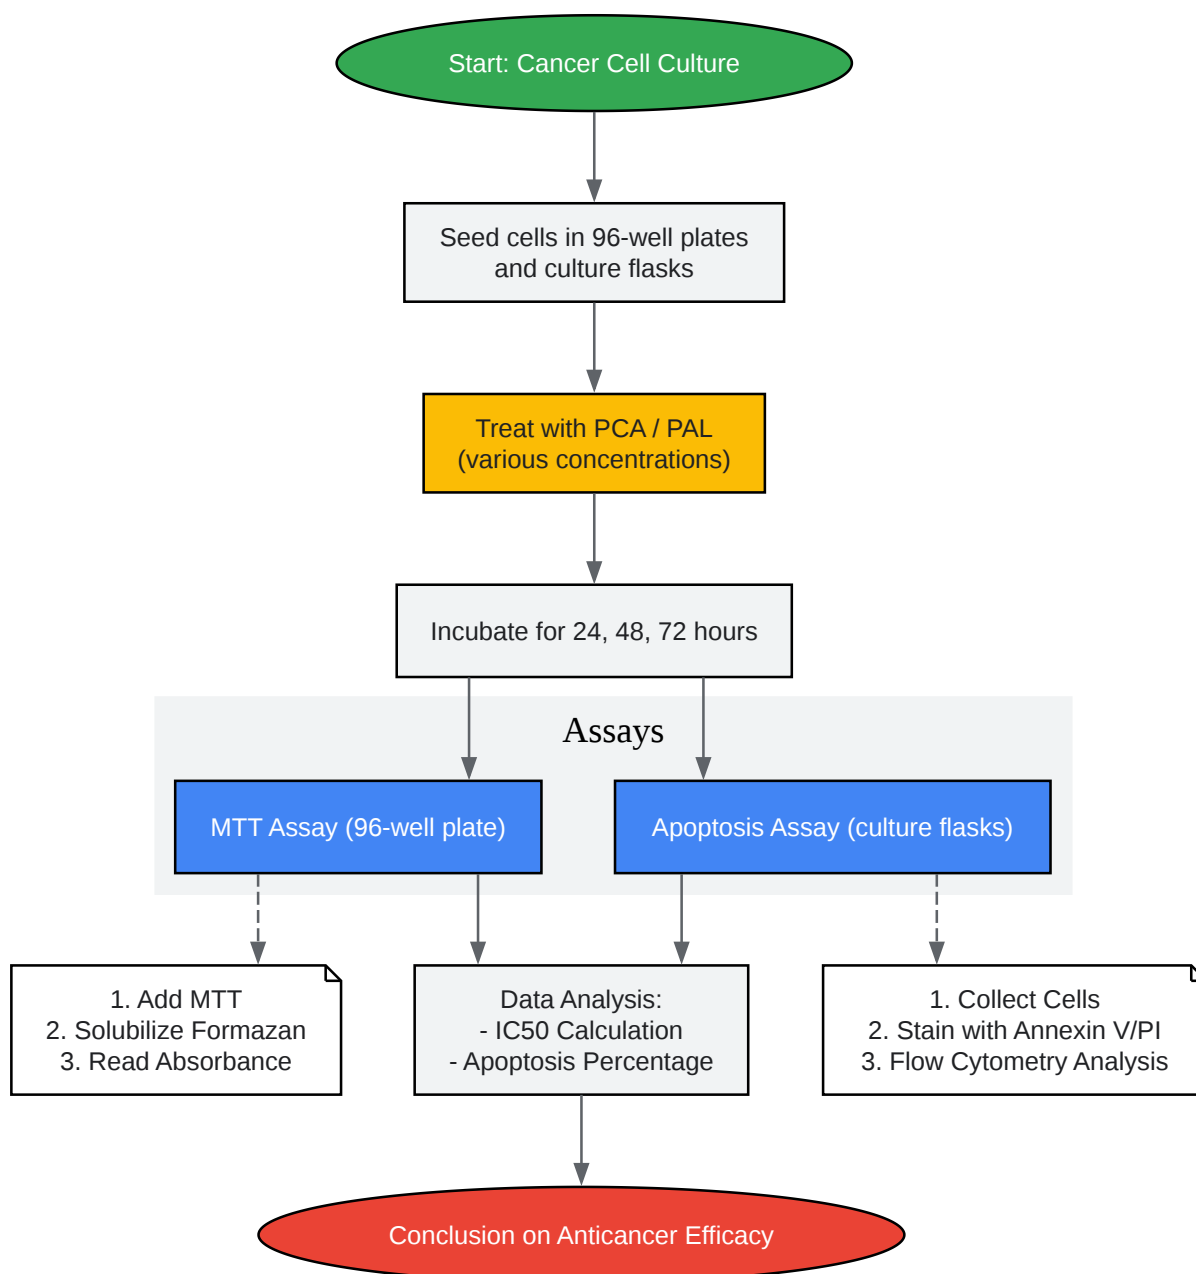 Start: Cancer Cell Culture
Seed cells in 96-well plates
and culture flasks
Treat with PCA / PAL
(various concentrations)
Incubate for 24, 48, 72 hours
Assays
MTT Assay (96-well plate)
Apoptosis Assay (culture flasks)
1. Add MTT
2. Solubilize Formazan
3. Read Absorbance
Data Analysis:
- IC50 Calculation
- Apoptosis Percentage
1. Collect Cells
2. Stain with Annexin V/PI
3. Flow Cytometry Analysis
Conclusion on Anticancer Efficacy